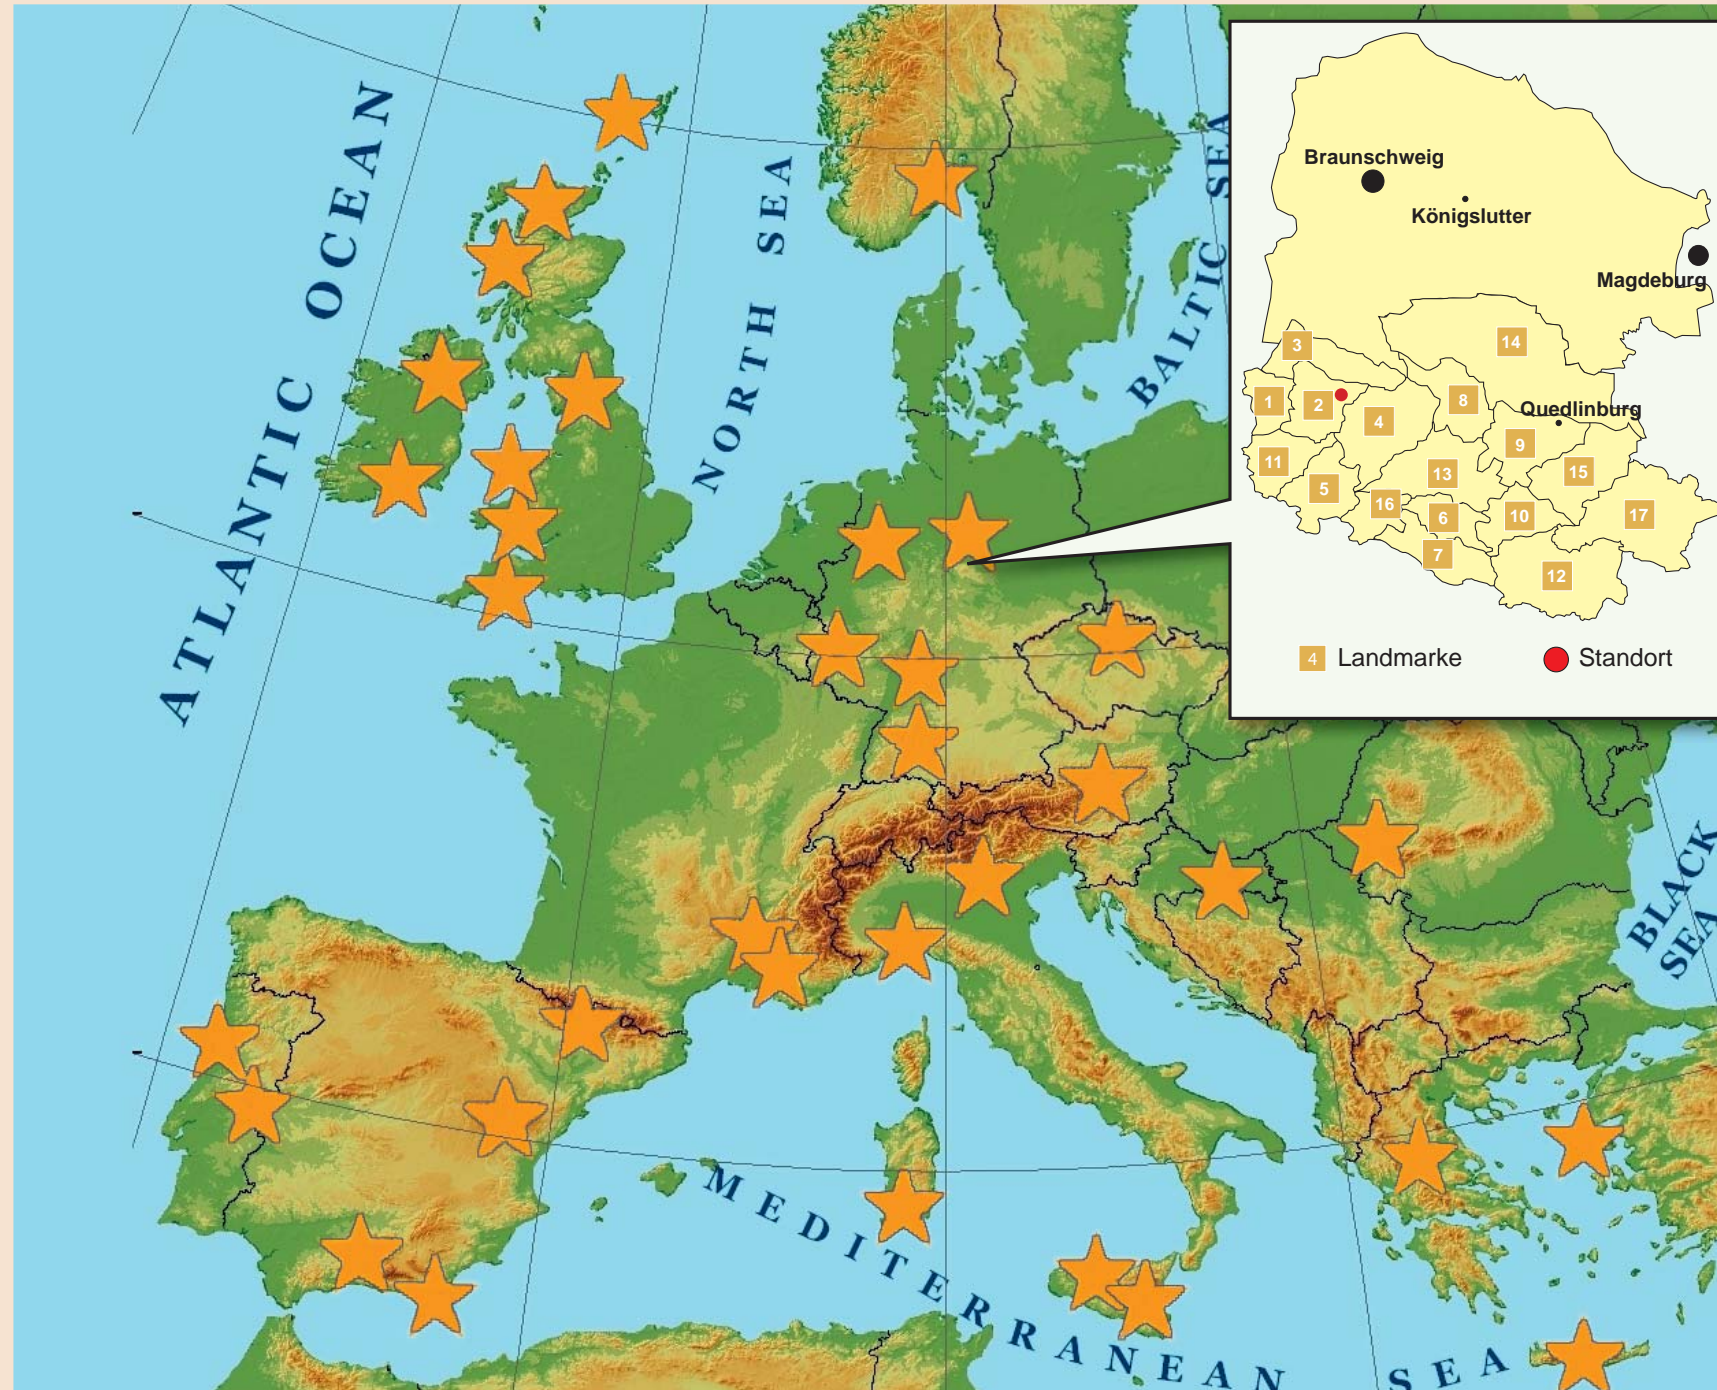 ATLANTIC OCEAN
NORTH SEA
BALTIC SEA
BLACK
SEA
MEDITERRANEAN SEA
Braunschweig
Königslutter
Magdeburg
3
14
1
2
4
8
Quedlinburg
9
11
5
13
15
16
6
10
17
7
12
4 Landmarke
Standort